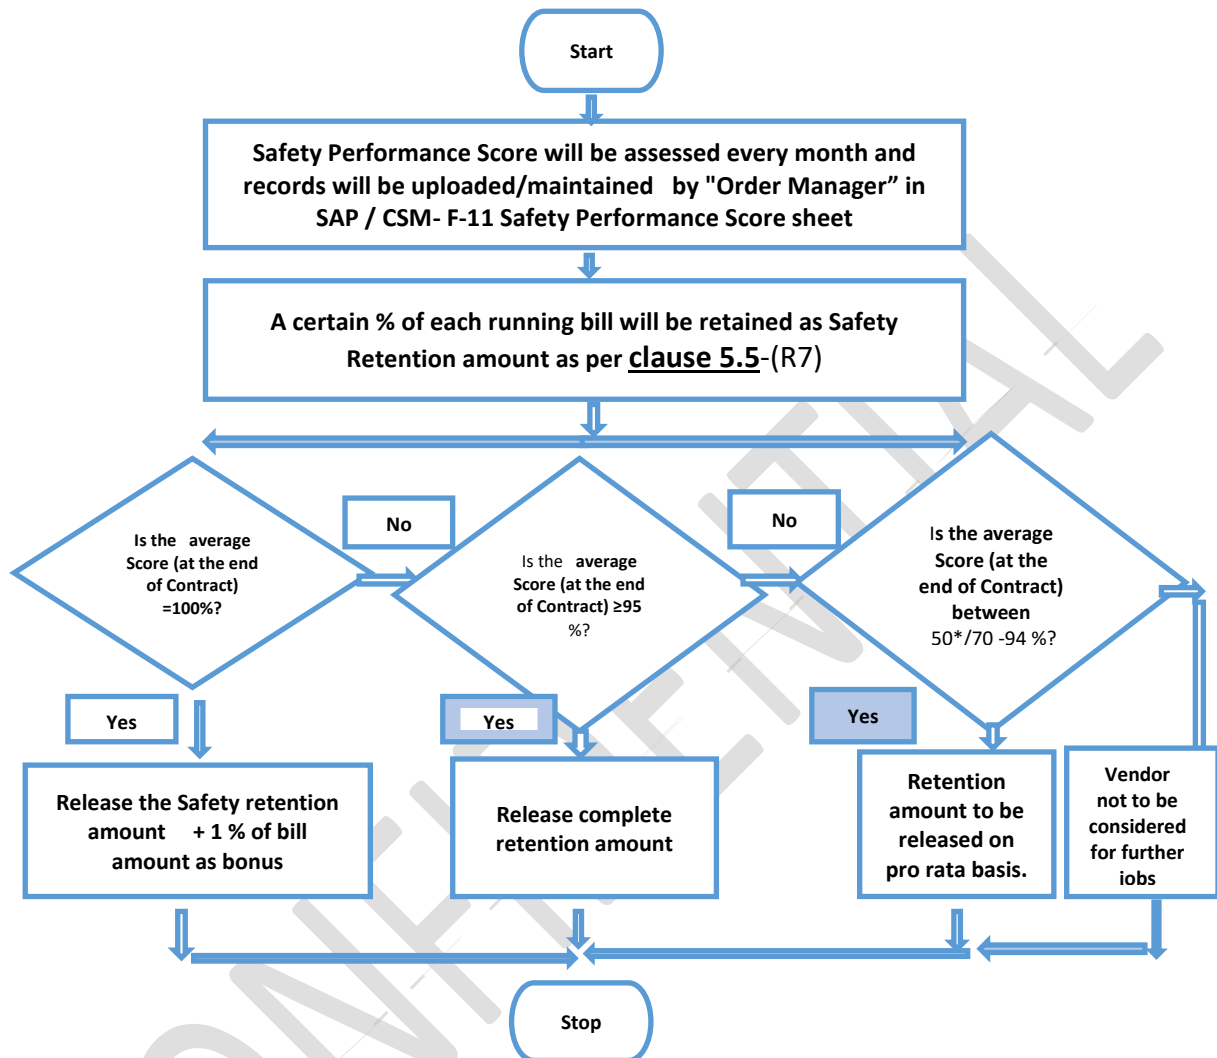 Start
Safety Performance Score will be assessed every month and
records will be uploaded/maintained by "Order Manager” in
SAP / CSM- F-11 Safety Performance Score sheet
A certain % of each running bill will be retained as Safety
Retention amount as per clause 5.5-(R7)
Is the average
Score (at the end
of Contract)
=100%?
No
Is the average
Score (at the end
of Contract) ≥95
%?
No
Is the average
Score (at the
end of Contract)
between
50*/70 -94 %?
Yes
Yes
Yes
Release the Safety retention
amount + 1 % of bill
amount as bonus
Release complete
retention amount
Retention
amount to be
released on
pro rata basis.
Vendor
not to be
considered
for further
iobs
Stop
CONFIDENTIAL